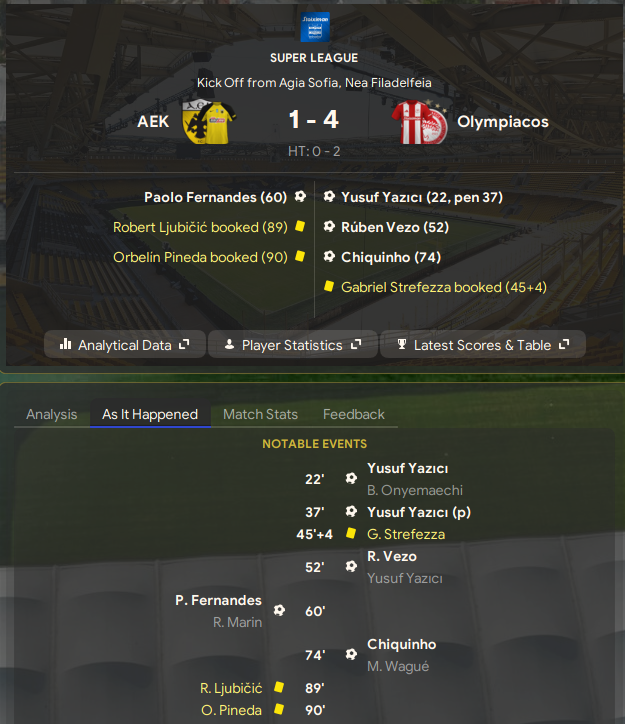 Stoiximan
SUPER LEAGUE
Kick Off from Agia Sofia, Nea Filadelfeia
AEK 1 - 4 Olympiacos
HT: 0 - 2
Paolo Fernandes (60) Yusuf Yazıcı (22, pen 37)
Robert Ljubičić booked (89) Rúben Vezo (52)
Orbelín Pineda booked (90) Chiquinho (74)
Gabriel Strefezza booked (45+4)
Analytical Data Player Statistics Latest Scores & Table
Analysis As It Happened Match Stats Feedback
NOTABLE EVENTS
22' Yusuf Yazıcı
B. Onyemaechi
37' Yusuf Yazıcı (p)
45'+4 G. Strefezza
52' R. Vezo
Yusuf Yazıcı
P. Fernandes 60'
R. Marin
74' Chiquinho
M. Wagué
R. Ljubičić 89'
O. Pineda 90'